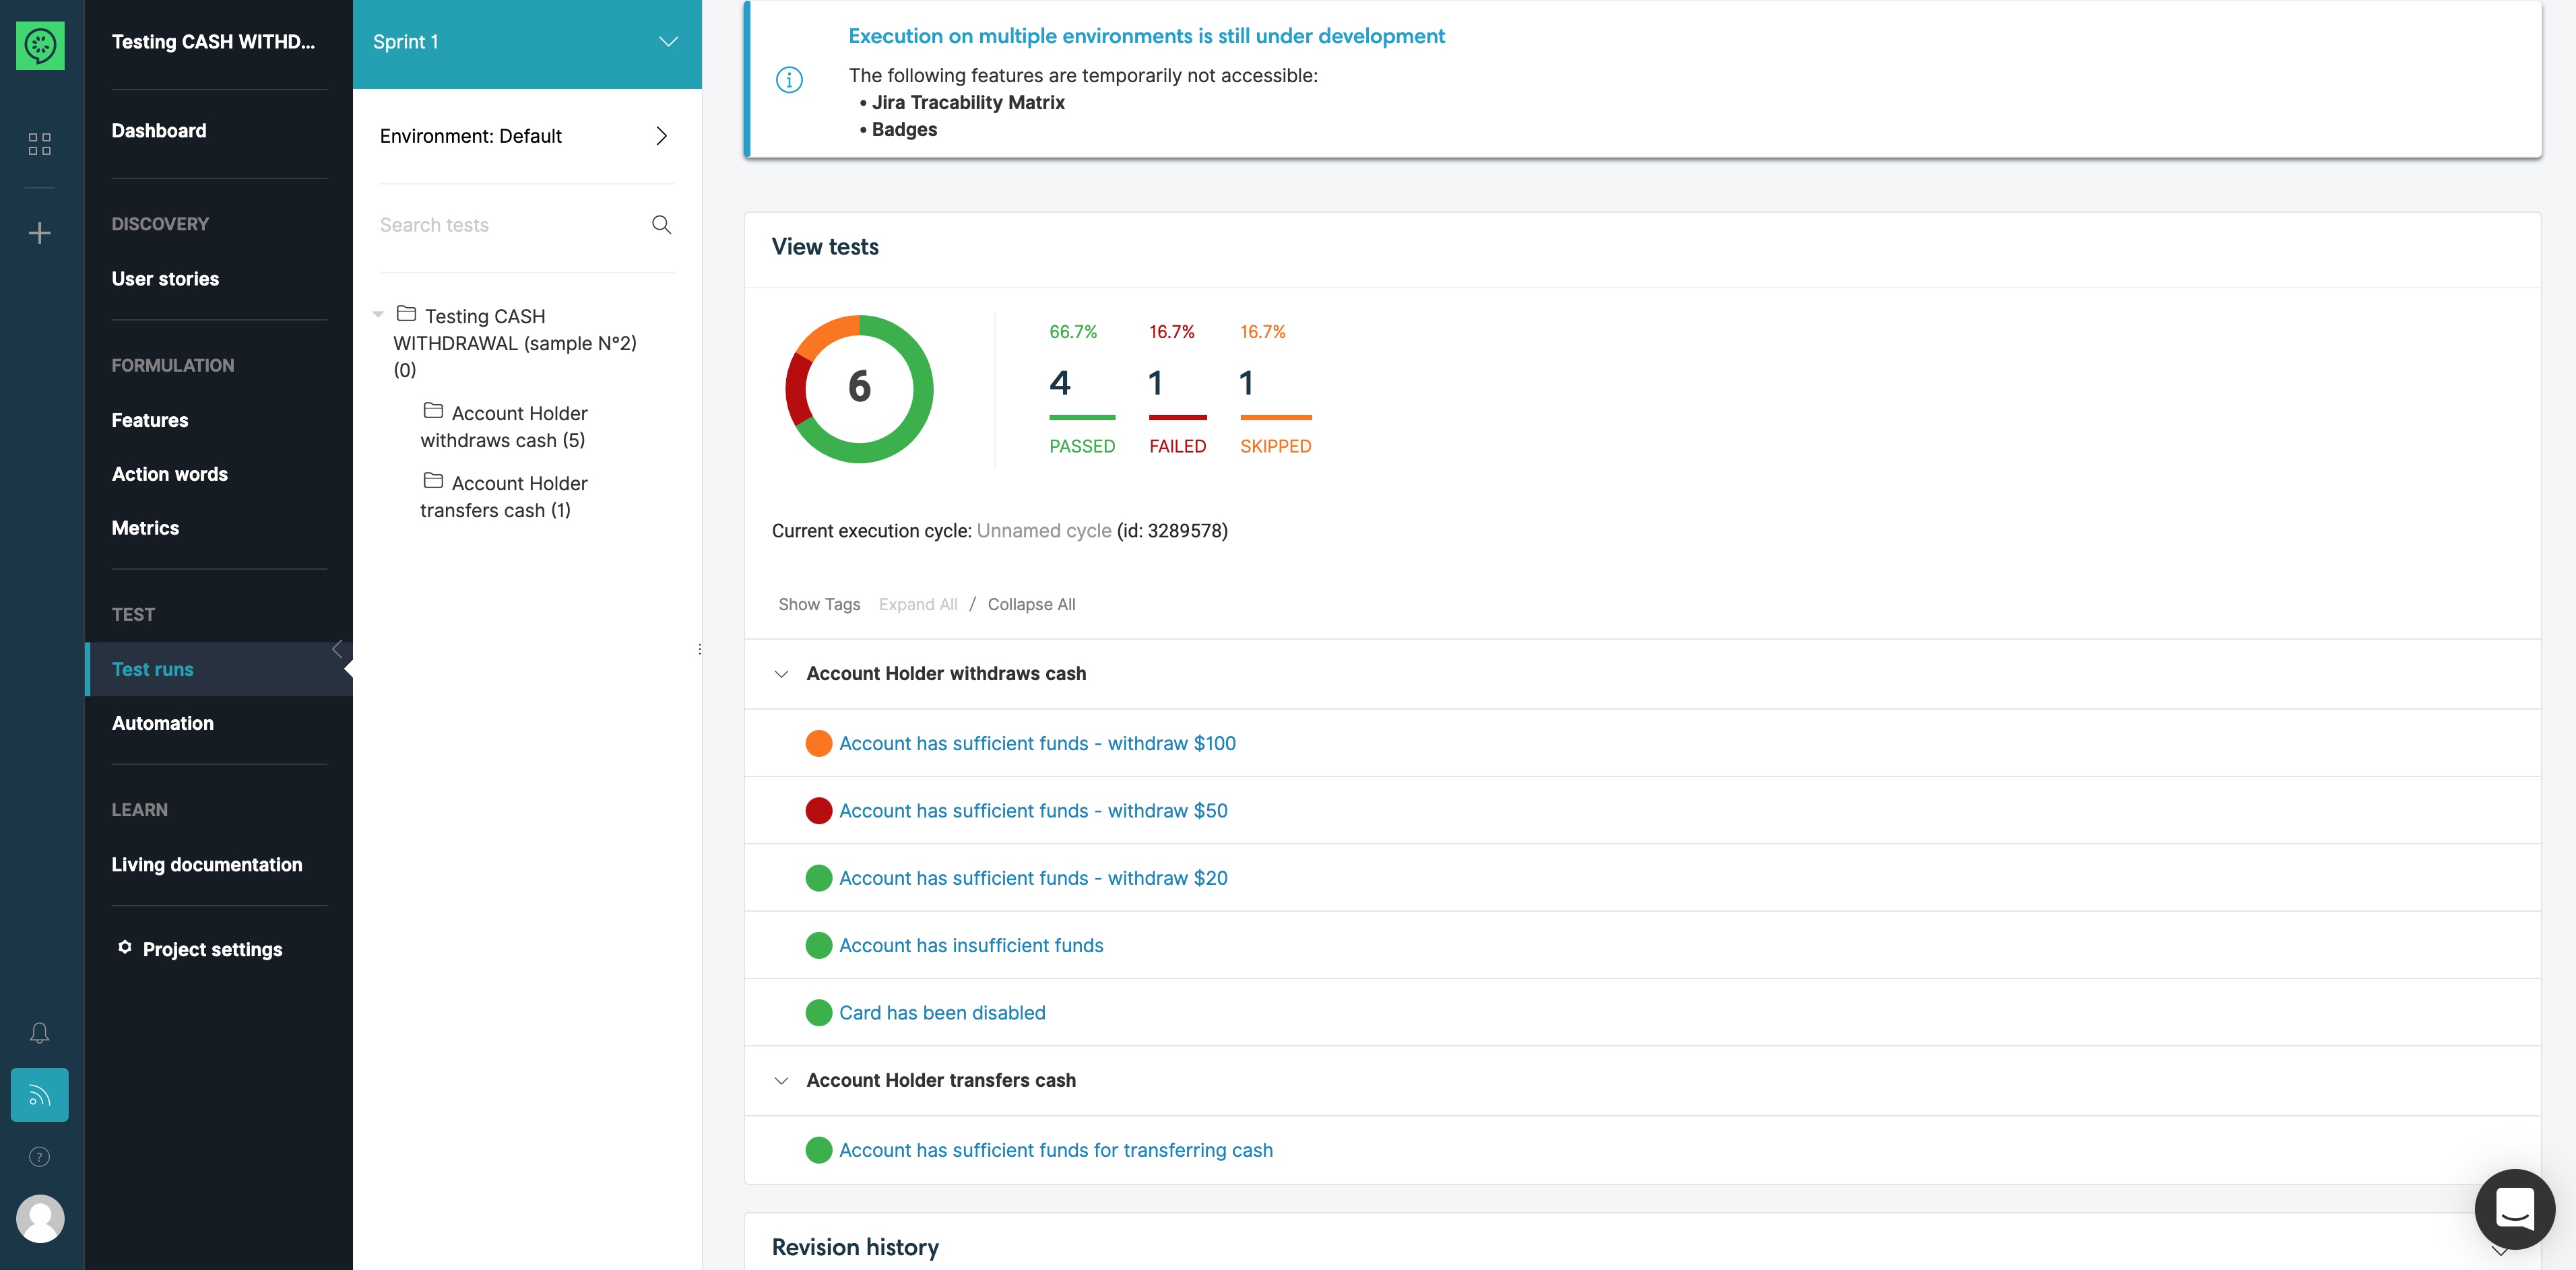 Testing CASH WITHD...
Dashboard
DISCOVERY
User stories
FORMULATION
Features
Action words
Metrics
TEST
Test runs
Automation
LEARN
Living documentation
Project settings
?
Sprint 1
Environment: Default
Search tests
Testing CASH
WITHDRAWAL (sample N°2)
(0)
Account Holder
withdraws cash (5)
Account Holder
transfers cash (1)
Execution on multiple environments is still under development
The following features are temporarily not accessible:
• Jira Tracability Matrix
• Badges
View tests
6
66.7% 16.7% 16.7%
4 1 1
PASSED FAILED SKIPPED
Current execution cycle: Unnamed cycle (id: 3289578)
Show Tags Expand All / Collapse All
Account Holder withdraws cash
Account has sufficient funds - withdraw $100
Account has sufficient funds - withdraw $50
Account has sufficient funds - withdraw $20
Account has insufficient funds
Card has been disabled
Account Holder transfers cash
Account has sufficient funds for transferring cash
Revision history